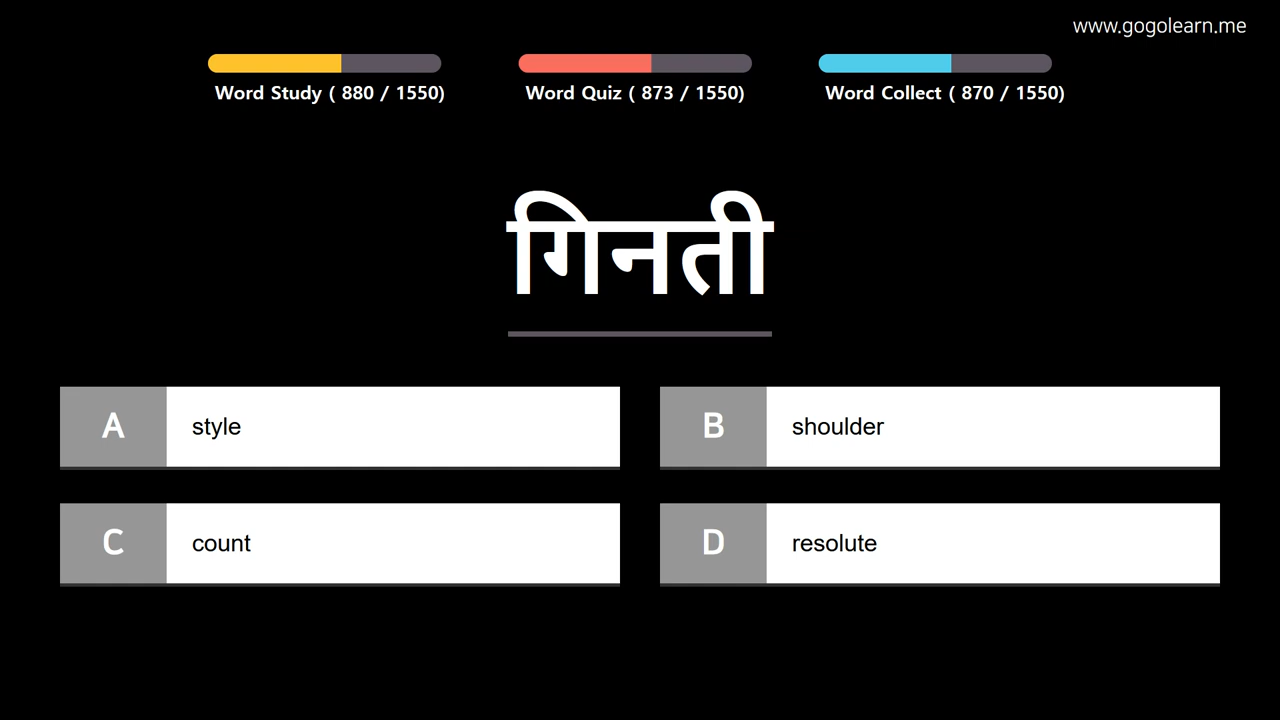 www.gogolearn.me
Word Study ( 880 / 1550)
Word Quiz ( 873 / 1550)
Word Collect ( 870 / 1550)
गिनती
A style
B shoulder
C count
D resolute